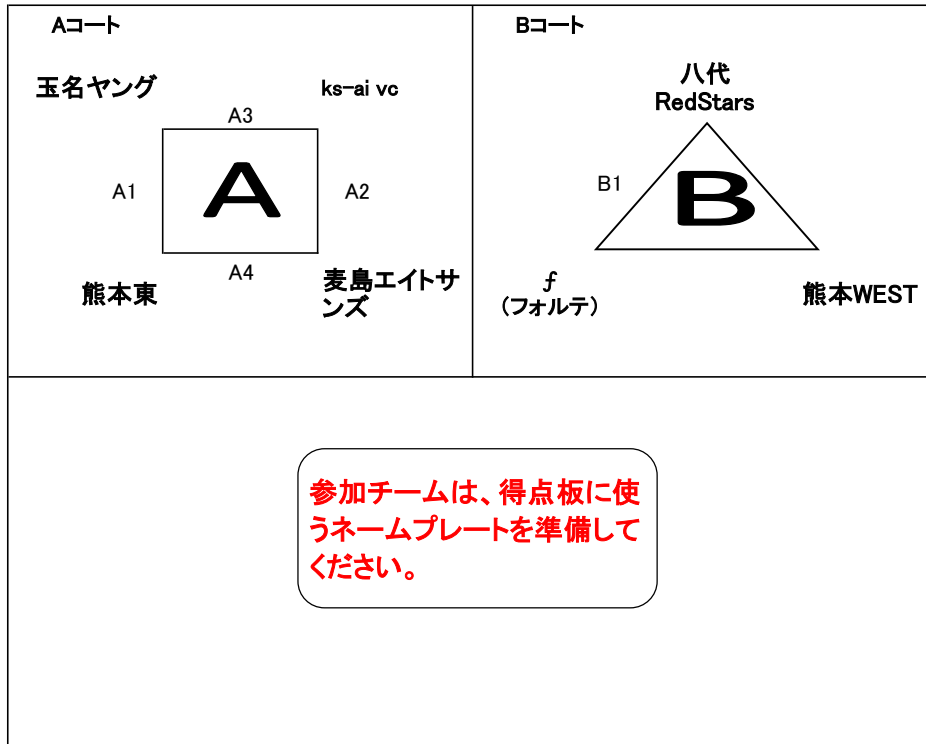 Aコート
玉名ヤング
ks-ai vc
A3
A1
A
A2
A4
熊本東
麦島エイトサ
ンズ
Bコート
八代
RedStars
B1
B
f
(フォルテ)
熊本WEST
参加チームは、得点板に使
うネームプレートを準備して
ください。